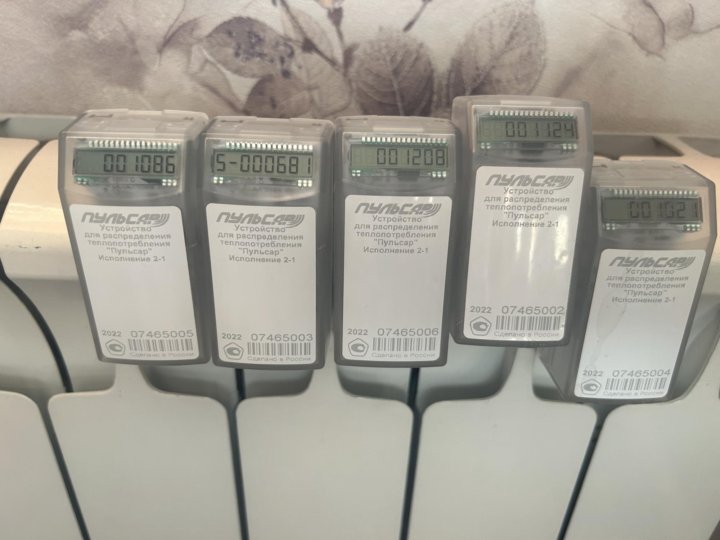 001086
ПУЛЬСАР
Устройство
для распределения
теплопотребления
"Пульсар"
Исполнение 2-1
2022 07465005
Сделано в России
S-000681
ПУЛЬСАР
Устройство
для распределения
теплопотребления
"Пульсар"
Исполнение 2-1
2022 07465003
Сделано в России
001208
ПУЛЬСАР
Устройство
для распределения
теплопотребления
"Пульсар"
Исполнение 2-1
2022 07465006
Сделано в России
001124
ПУЛЬСАР
Устройство
для распределения
теплопотребления
"Пульсар"
Исполнение 2-1
2022 07465002
Сделано в России
001021
ПУЛЬСАР
Устройство
для распределения
теплопотребления
"Пульсар"
Исполнение 2-1
2022 07465004
Сделано в России